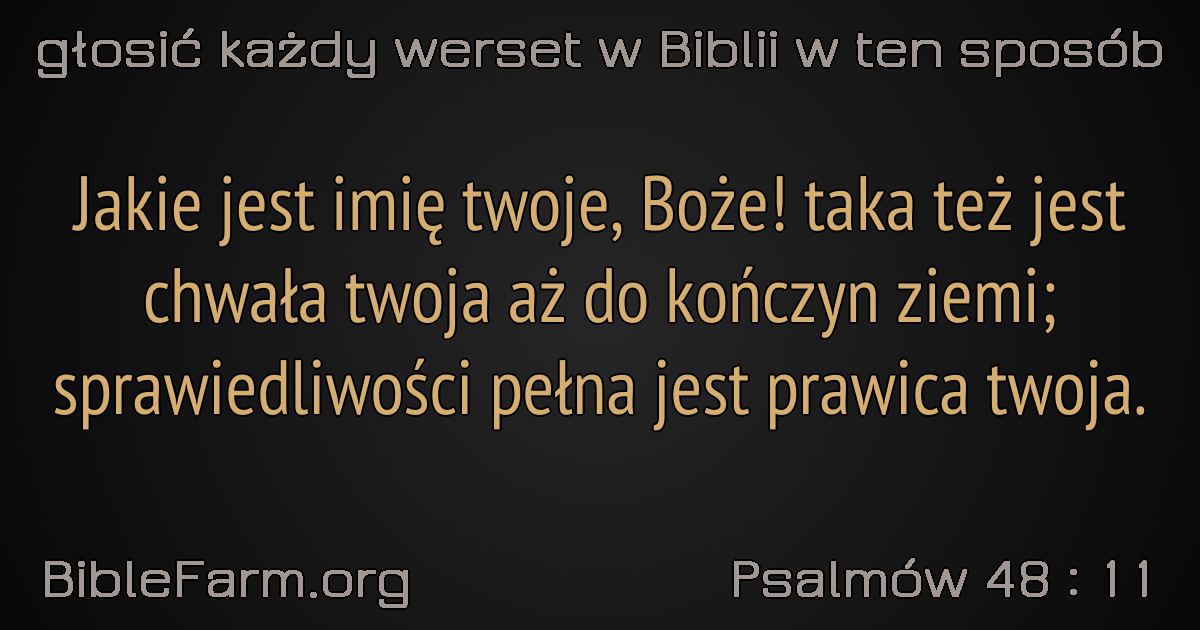 głosić każdy werset w Biblii w ten sposób
Jakie jest imię twoje, Boże! taka też jest
chwała twoja aż do kończyn ziemi;
sprawiedliwości pełna jest prawica twoja.
BibleFarm.org
Psalmów 48 : 11